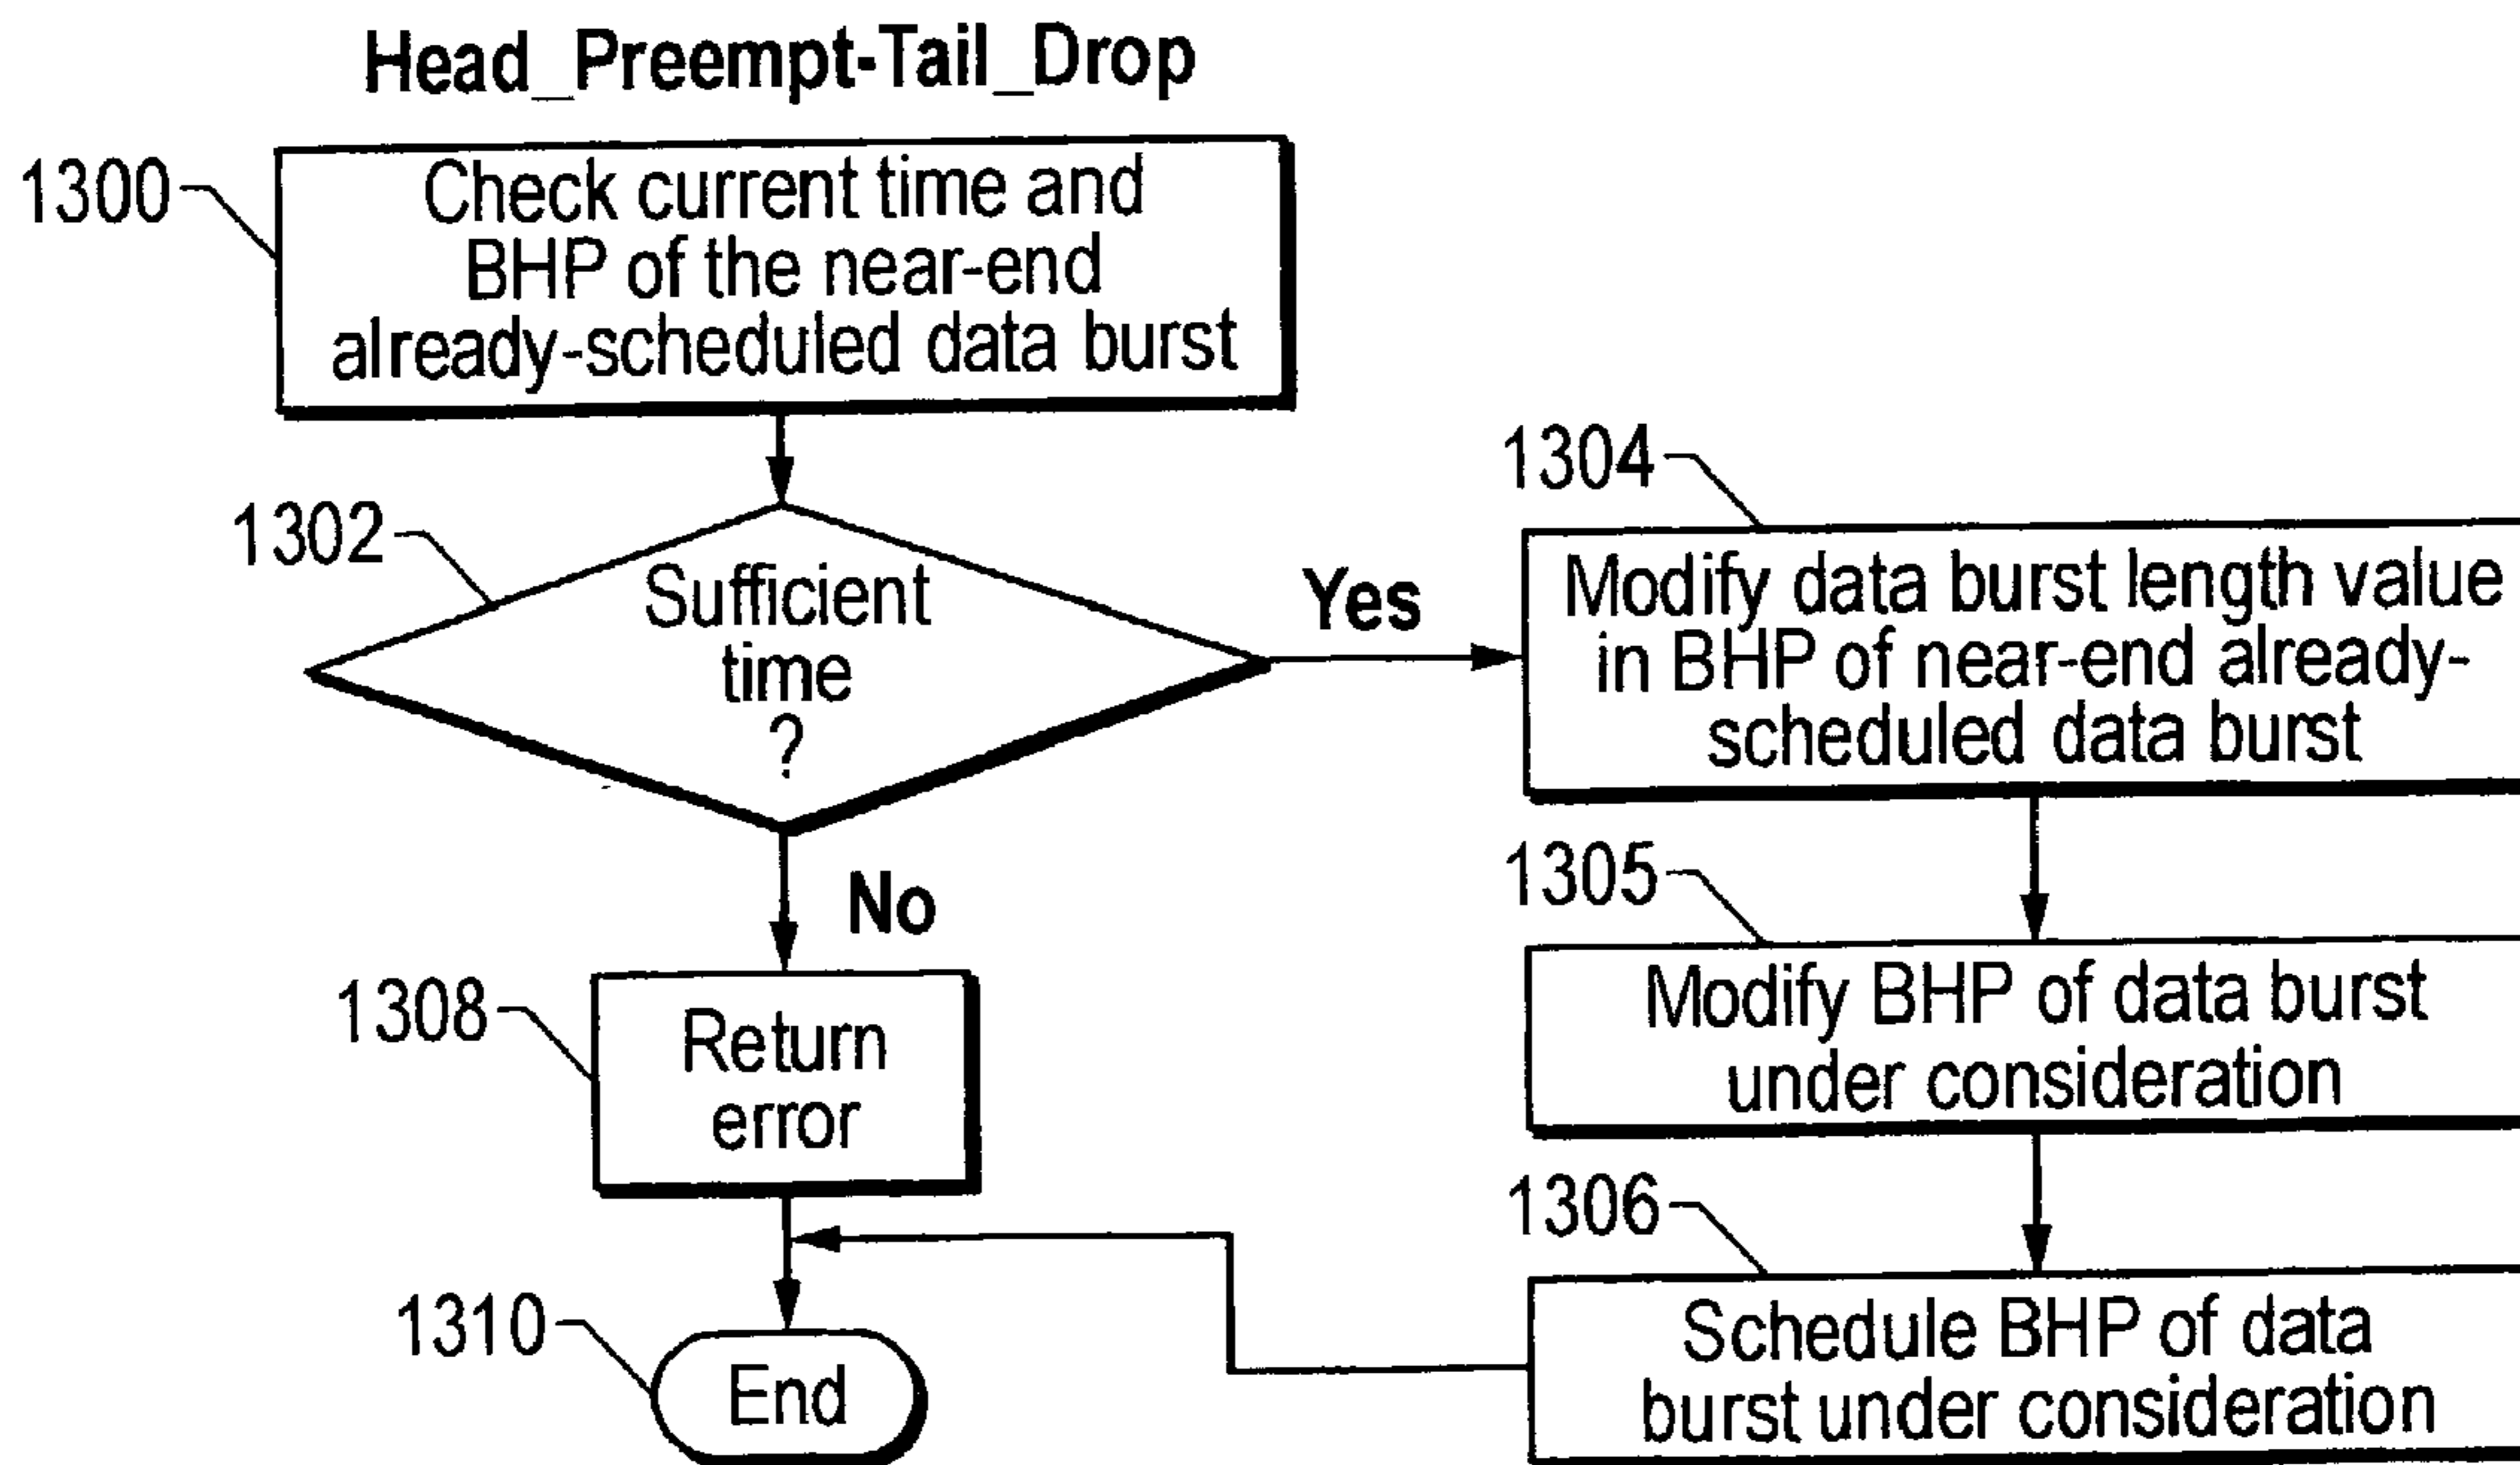 Head_Preempt-Tail_Drop
1300
Check current time and
BHP of the near-end
already-scheduled data burst
1302
Sufficient
time
?
Yes
1304
Modify data burst length value
in BHP of near-end already-
scheduled data burst
No
1305
Modify BHP of data burst
under consideration
1308
Return
error
1306
Schedule BHP of data
burst under consideration
1310
End